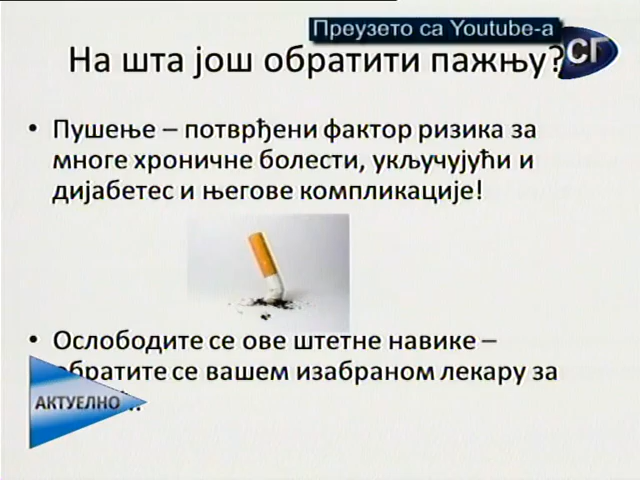 Преузето са Youtube-а
СГ
На шта још обратити пажњу?
• Пушење – потврђени фактор ризика за
многе хроничне болести, укључујући и
дијабетес и његове компликације!
• Ослободите се ове штетне навике –
обратите се вашем изабраном лекару за
АКТУЕЛНО